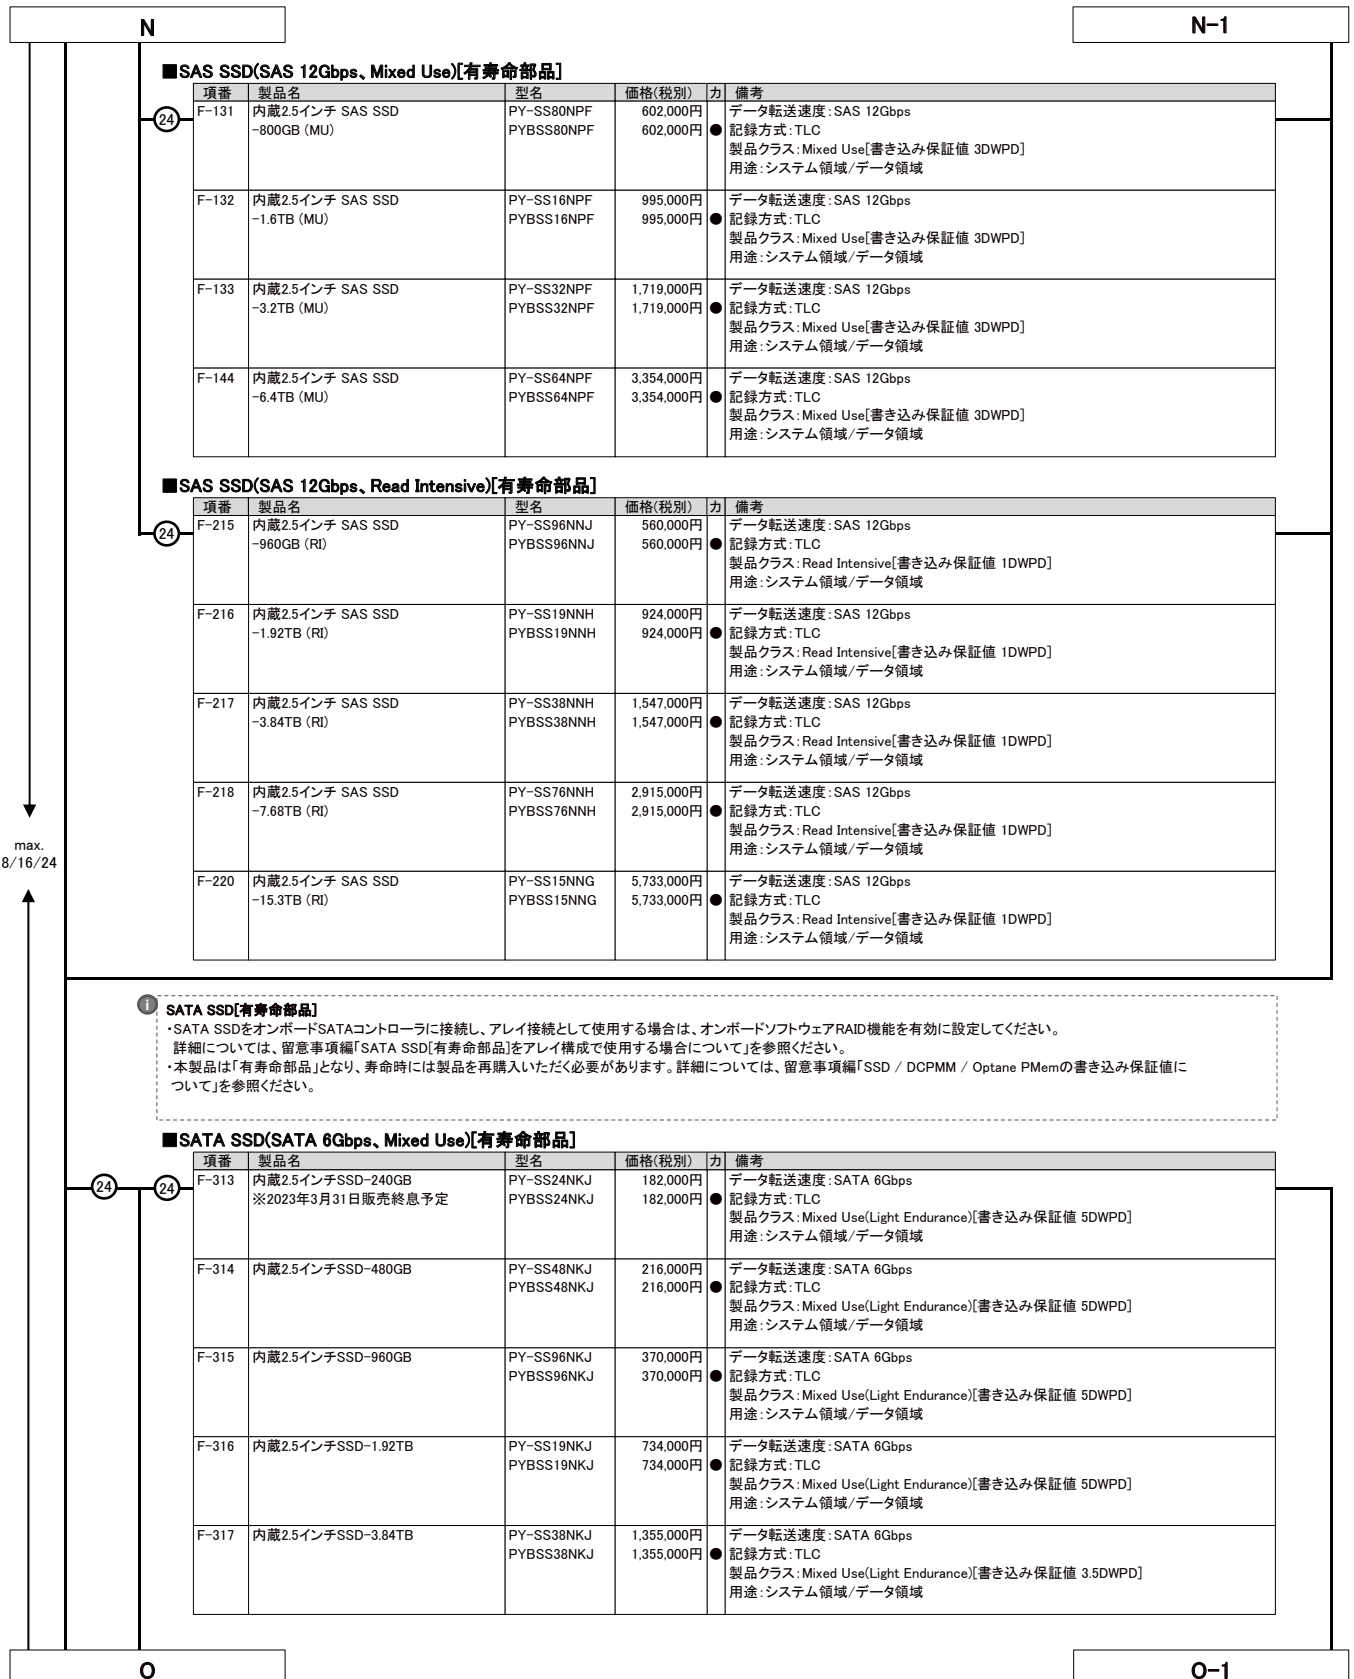 N
N-1
■SAS SSD(SAS 12Gbps、Mixed Use)[有寿命部品]
項番 製品名 型名 価格(税別) カ 備考
24
F-131 内蔵2.5インチ SAS SSD PY-SS80NPF 602,000円 データ転送速度:SAS 12Gbps
-800GB (MU) PYBSS80NPF 602,000円 ● 記録方式:TLC
製品クラス:Mixed Use[書き込み保証値 3DWPD]
用途:システム領域/データ領域
F-132 内蔵2.5インチ SAS SSD PY-SS16NPF 995,000円 データ転送速度:SAS 12Gbps
-1.6TB (MU) PYBSS16NPF 995,000円 ● 記録方式:TLC
製品クラス:Mixed Use[書き込み保証値 3DWPD]
用途:システム領域/データ領域
F-133 内蔵2.5インチ SAS SSD PY-SS32NPF 1,719,000円 データ転送速度:SAS 12Gbps
-3.2TB (MU) PYBSS32NPF 1,719,000円 ● 記録方式:TLC
製品クラス:Mixed Use[書き込み保証値 3DWPD]
用途:システム領域/データ領域
F-144 内蔵2.5インチ SAS SSD PY-SS64NPF 3,354,000円 データ転送速度:SAS 12Gbps
-6.4TB (MU) PYBSS64NPF 3,354,000円 ● 記録方式:TLC
製品クラス:Mixed Use[書き込み保証値 3DWPD]
用途:システム領域/データ領域
■SAS SSD(SAS 12Gbps、Read Intensive)[有寿命部品]
項番 製品名 型名 価格(税別) カ 備考
24
F-215 内蔵2.5インチ SAS SSD PY-SS96NNJ 560,000円 データ転送速度:SAS 12Gbps
-960GB (RI) PYBSS96NNJ 560,000円 ● 記録方式:TLC
製品クラス:Read Intensive[書き込み保証値 1DWPD]
用途:システム領域/データ領域
F-216 内蔵2.5インチ SAS SSD PY-SS19NNH 924,000円 データ転送速度:SAS 12Gbps
-1.92TB (RI) PYBSS19NNH 924,000円 ● 記録方式:TLC
製品クラス:Read Intensive[書き込み保証値 1DWPD]
用途:システム領域/データ領域
F-217 内蔵2.5インチ SAS SSD PY-SS38NNH 1,547,000円 データ転送速度:SAS 12Gbps
-3.84TB (RI) PYBSS38NNH 1,547,000円 ● 記録方式:TLC
製品クラス:Read Intensive[書き込み保証値 1DWPD]
用途:システム領域/データ領域
F-218 内蔵2.5インチ SAS SSD PY-SS76NNH 2,915,000円 データ転送速度:SAS 12Gbps
-7.68TB (RI) PYBSS76NNH 2,915,000円 ● 記録方式:TLC
製品クラス:Read Intensive[書き込み保証値 1DWPD]
用途:システム領域/データ領域
max.
8/16/24
F-220 内蔵2.5インチ SAS SSD PY-SS15NNG 5,733,000円 データ転送速度:SAS 12Gbps
-15.3TB (RI) PYBSS15NNG 5,733,000円 ● 記録方式:TLC
製品クラス:Read Intensive[書き込み保証値 1DWPD]
用途:システム領域/データ領域
i SATA SSD[有寿命部品]
・SATA SSDをオンボードSATAコントローラに接続し、アレイ接続として使用する場合は、オンボードソフトウェアRAID機能を有効に設定してください。
詳細については、留意事項編「SATA SSD[有寿命部品]をアレイ構成で使用する場合について」を参照ください。
・本製品は「有寿命部品」となり、寿命時には製品を再購入いただく必要があります。詳細については、留意事項編「SSD / DCPMM / Optane PMemの書き込み保証値に
ついて」を参照ください。
■SATA SSD(SATA 6Gbps、Mixed Use)[有寿命部品]
項番 製品名 型名 価格(税別) カ 備考
24 24
F-313 内蔵2.5インチSSD-240GB PY-SS24NKJ 182,000円 データ転送速度:SATA 6Gbps
※2023年3月31日販売終息予定 PYBSS24NKJ 182,000円 ● 記録方式:TLC
製品クラス:Mixed Use(Light Endurance)[書き込み保証値 5DWPD]
用途:システム領域/データ領域
F-314 内蔵2.5インチSSD-480GB PY-SS48NKJ 216,000円 データ転送速度:SATA 6Gbps
PYBSS48NKJ 216,000円 ● 記録方式:TLC
製品クラス:Mixed Use(Light Endurance)[書き込み保証値 5DWPD]
用途:システム領域/データ領域
F-315 内蔵2.5インチSSD-960GB PY-SS96NKJ 370,000円 データ転送速度:SATA 6Gbps
PYBSS96NKJ 370,000円 ● 記録方式:TLC
製品クラス:Mixed Use(Light Endurance)[書き込み保証値 5DWPD]
用途:システム領域/データ領域
F-316 内蔵2.5インチSSD-1.92TB PY-SS19NKJ 734,000円 データ転送速度:SATA 6Gbps
PYBSS19NKJ 734,000円 ● 記録方式:TLC
製品クラス:Mixed Use(Light Endurance)[書き込み保証値 5DWPD]
用途:システム領域/データ領域
F-317 内蔵2.5インチSSD-3.84TB PY-SS38NKJ 1,355,000円 データ転送速度:SATA 6Gbps
PYBSS38NKJ 1,355,000円 ● 記録方式:TLC
製品クラス:Mixed Use(Light Endurance)[書き込み保証値 3.5DWPD]
用途:システム領域/データ領域
O
O-1